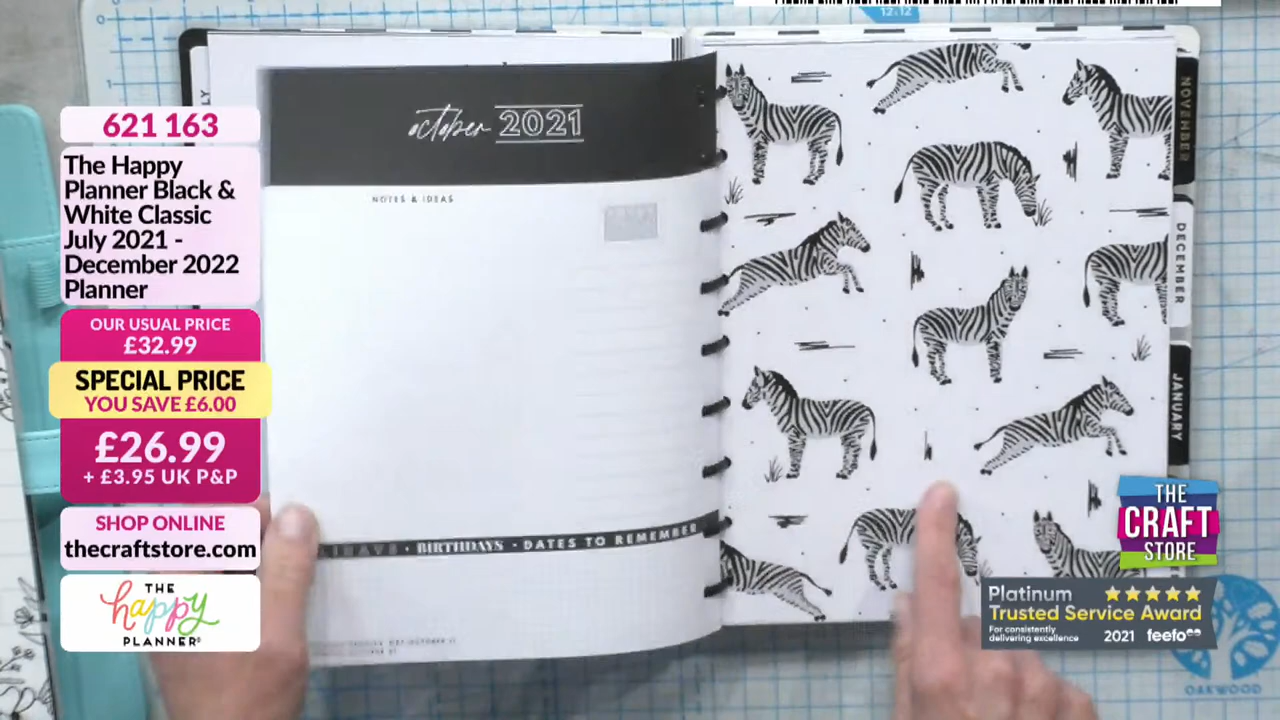 12:12
621 163
The Happy
Planner Black &
White Classic
July 2021 -
December 2022
Planner
OUR USUAL PRICE
£32.99
SPECIAL PRICE
YOU SAVE £6.00
£26.99
+ £3.95 UK P&P
SHOP ONLINE
thecraftstore.com
THE
happy
PLANNER
october 2021
NOTES & IDEAS
BIRTHDAYS • DATES TO REMEMBER
NOVEMBER
DECEMBER
JANUARY
THE
CRAFT
STORE
Platinum
Trusted Service Award
For consistently
delivering excellence
2021 feefo
OAKWOOD